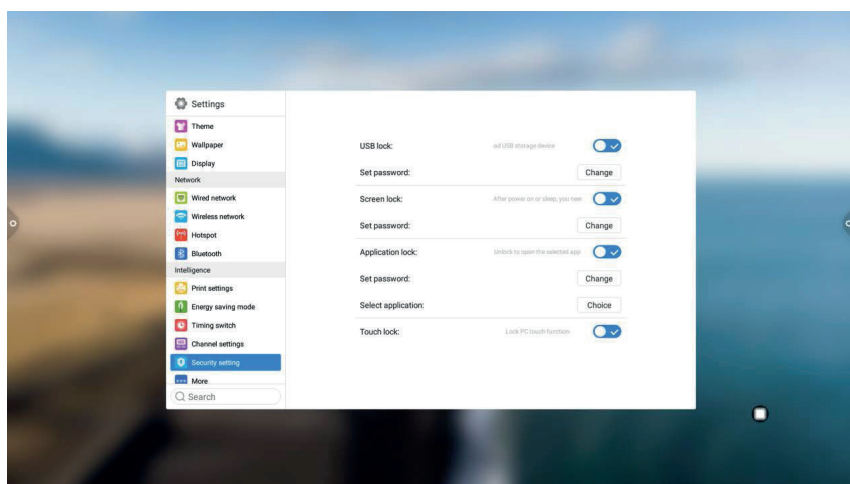 Settings
Theme
Wallpaper
Display
Network
Wired network
Wireless network
Hotspot
Bluetooth
Intelligence
Print settings
Energy saving mode
Timing switch
Channel settings
Security setting
More
Search
USB lock: USB storage device
Set password: Change
Screen lock: After power on or sleep, you nee
Set password: Change
Application lock: Unlock to open the selected app
Set password: Change
Select application: Choice
Touch lock: Lock PC touch function